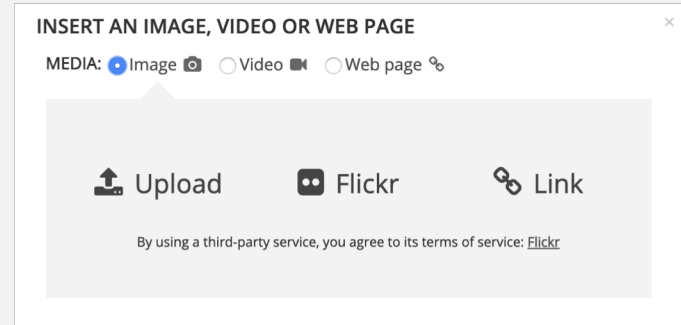 INSERT AN IMAGE, VIDEO OR WEB PAGE ×
MEDIA: Image Video Web page
Upload Flickr Link
By using a third-party service, you agree to its terms of service: Flickr